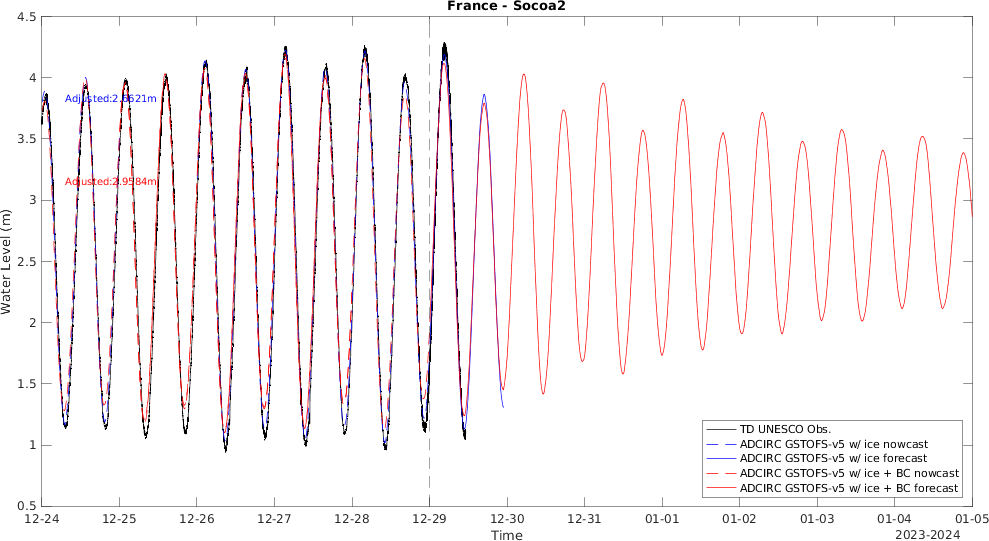 France - Socoa2
4.5
4
3.5
3
2.5
2
1.5
1
0.5
Water Level (m)
Adjusted:2.6621m
Adjusted:2.9584m
TD UNESCO Obs.
ADCIRC GSTOFS-v5 w/ ice nowcast
ADCIRC GSTOFS-v5 w/ ice forecast
ADCIRC GSTOFS-v5 w/ ice + BC nowcast
ADCIRC GSTOFS-v5 w/ ice + BC forecast
12-24 12-25 12-26 12-27 12-28 12-29 12-30 12-31 01-01 01-02 01-03 01-04 01-05
Time
2023-2024